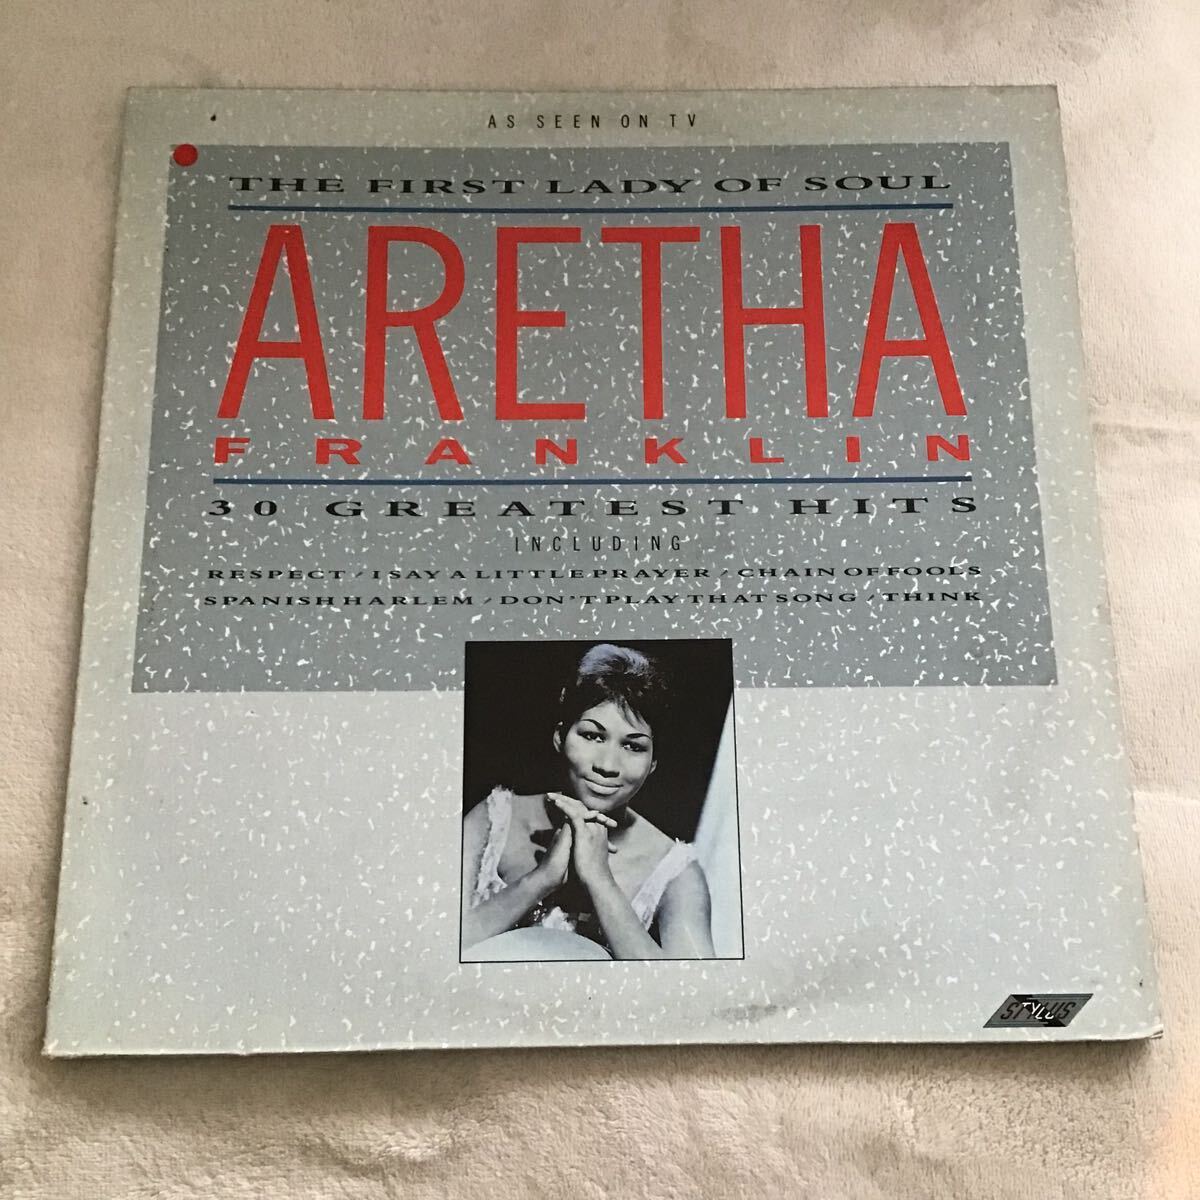 AS SEEN ON TV
THE FIRST LADY OF SOUL
ARETHA
FRANKLIN
30 GREATEST HITS
INCLUDING
RESPECT / I SAY A LITTLE PRAYER / CHAIN OF FOOLS
SPANISH HARLEM / DON'T PLAY THAT SONG / THINK
STYLUS